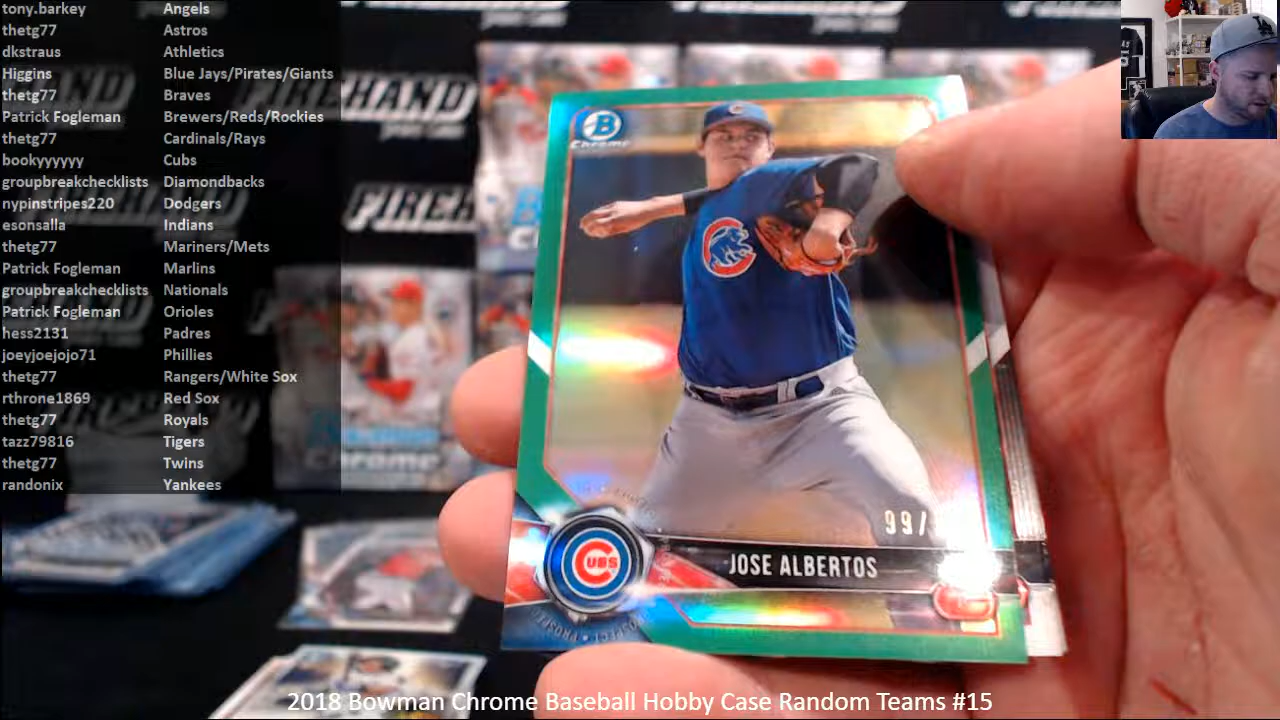 tony.barkey Angels
thetg77 Astros
dkstraus Athletics
Higgins Blue Jays/Pirates/Giants
thetg77 Braves
Patrick Fogleman Brewers/Reds/Rockies
thetg77 Cardinals/Rays
bookyyyyyy Cubs
groupbreakchecklists Diamondbacks
nypinstripes220 Dodgers
esonsalla Indians
thetg77 Mariners/Mets
Patrick Fogleman Marlins
groupbreakchecklists Nationals
Patrick Fogleman Orioles
hess2131 Padres
joeyjoejojo71 Phillies
thetg77 Rangers/White Sox
rthrone1869 Red Sox
thetg77 Royals
tazz79816 Tigers
thetg77 Twins
randonix Yankees
FIREHAND
B
Chrome
99/
CUBS
JOSE ALBERTOS
PROSPECT
2018 Bowman Chrome Baseball Hobby Case Random Teams #15